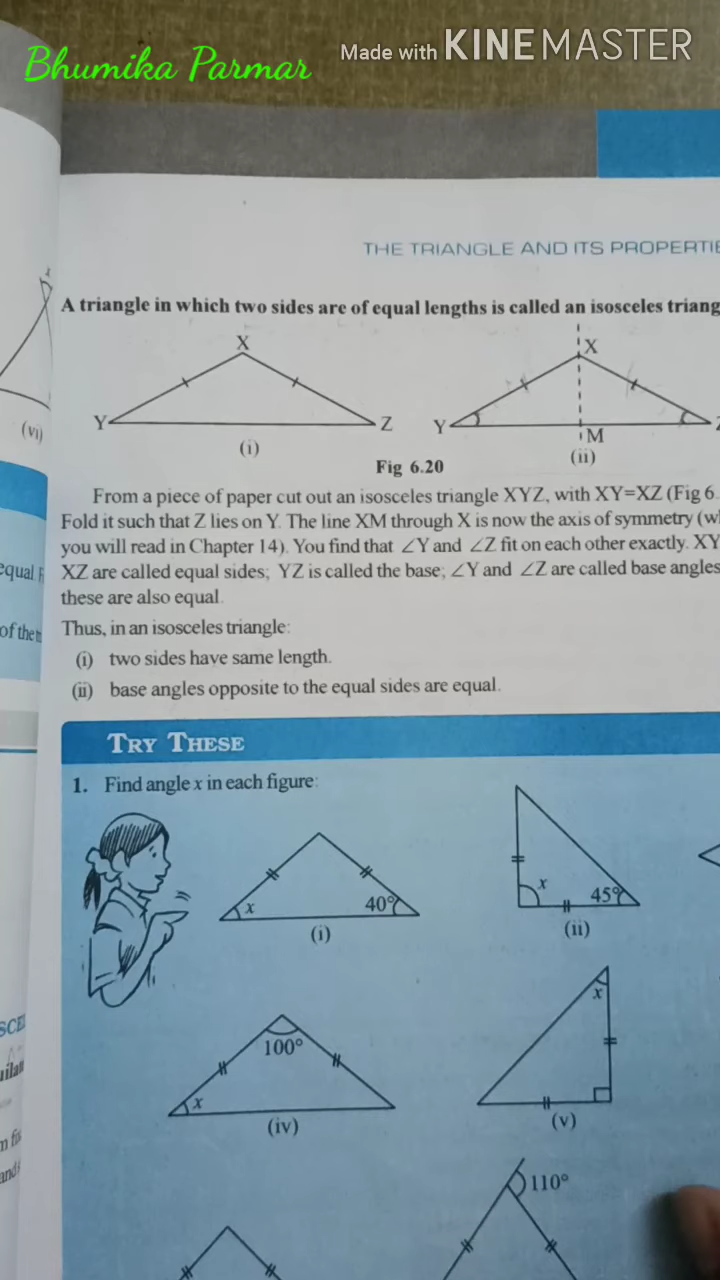 Bhumika Parmar
Made with KINEMASTER
THE TRIANGLE AND ITS PROPERTIE
A triangle in which two sides are of equal lengths is called an isosceles triang
X
X
Y
Z
Y
M
(vi)
(i)
(ii)
Fig 6.20
From a piece of paper cut out an isosceles triangle XYZ, with XY=XZ (Fig 6.
Fold it such that Z lies on Y. The line XM through X is now the axis of symmetry (w
you will read in Chapter 14). You find that ∠Y and ∠Z fit on each other exactly. XY
XZ are called equal sides; YZ is called the base; ∠Y and ∠Z are called base angles
these are also equal.
Thus, in an isosceles triangle:
(i) two sides have same length.
(ii) base angles opposite to the equal sides are equal.
TRY THESE
1. Find angle x in each figure:
x
40°
(i)
x
45°
(ii)
100°
x
(iv)
x
(v)
110°
equal
of the
and